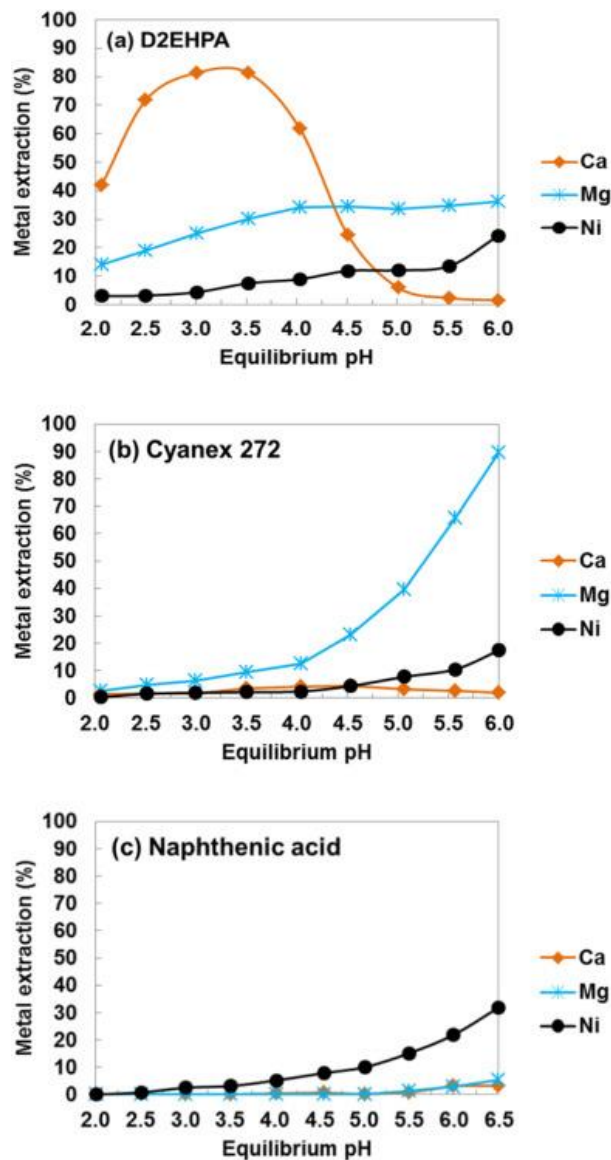 (a) D2EHPA
Metal extraction (%)
100
90
80
70
60
50
40
30
20
10
0
2.0 2.5 3.0 3.5 4.0 4.5 5.0 5.5 6.0
Equilibrium pH
Ca
Mg
Ni
(b) Cyanex 272
Metal extraction (%)
100
90
80
70
60
50
40
30
20
10
0
2.0 2.5 3.0 3.5 4.0 4.5 5.0 5.5 6.0
Equilibrium pH
Ca
Mg
Ni
(c) Naphthenic acid
Metal extraction (%)
100
90
80
70
60
50
40
30
20
10
0
2.0 2.5 3.0 3.5 4.0 4.5 5.0 5.5 6.0 6.5
Equilibrium pH
Ca
Mg
Ni